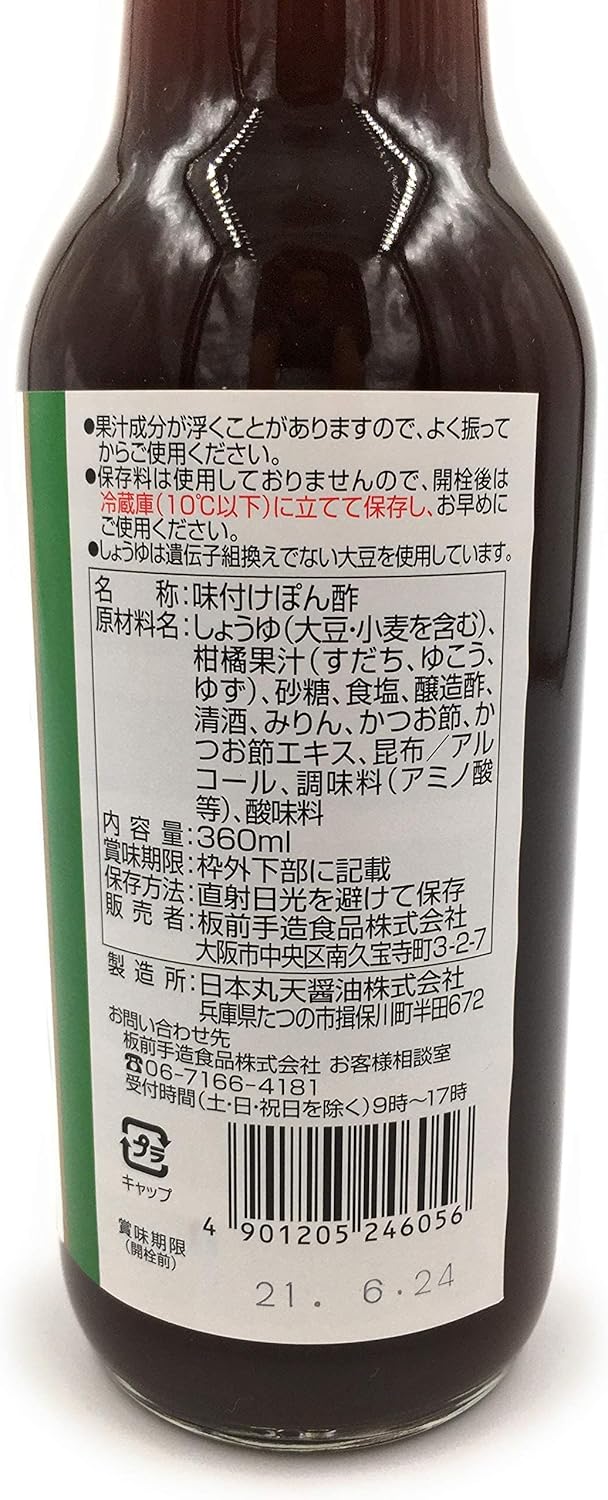 ●果汁成分が浮くことがありますので、よく振って
からご使用ください。
●保存料は使用しておりませんので、開栓後は
冷蔵庫(10℃以下)に立てて保存し、お早めに
ご使用ください。
●しょうゆは遺伝子組換えでない大豆を使用しています。
名 称:味付けぽん酢
原材料名:しょうゆ(大豆・小麦を含む)、
柑橘果汁(すだち、ゆこう、
ゆず)、砂糖、食塩、醸造酢、
清酒、みりん、かつお節、か
つお節エキス、昆布/アル
コール、調味料(アミノ酸
等)、酸味料
内容量:360ml
賞味期限:枠外下部に記載
保存方法:直射日光を避けて保存
販売者:板前手造食品株式会社
大阪市中央区南久宝寺町3-2-7
製造所:日本丸天醤油株式会社
兵庫県たつの市揖保川町半田672
お問い合わせ先
板前手造食品株式会社 お客様相談室
☎06-7166-4181
受付時間(土・日・祝日を除く)9時〜17時
プラ
キャップ
4 901205 246056
賞味期限
(開栓前)
21. 6.24